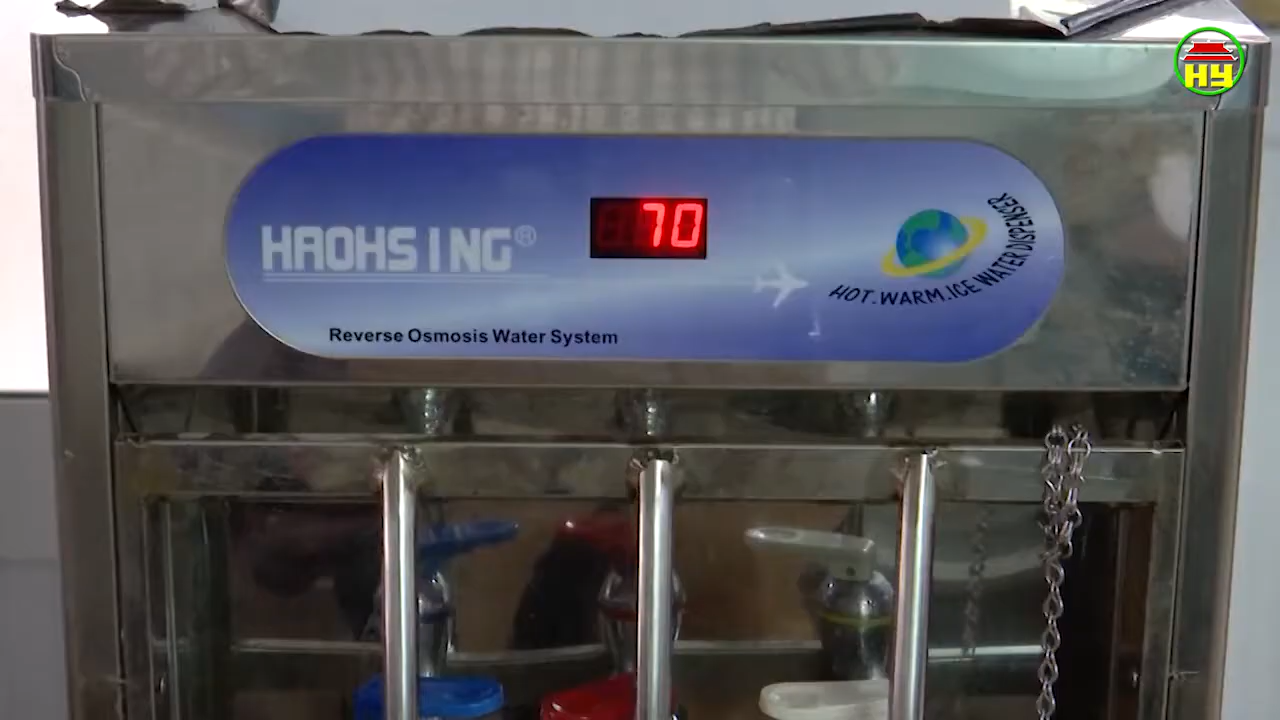 HY
HAOHSING®
70
HOT.WARM.ICE WATER DISPENSER
Reverse Osmosis Water System